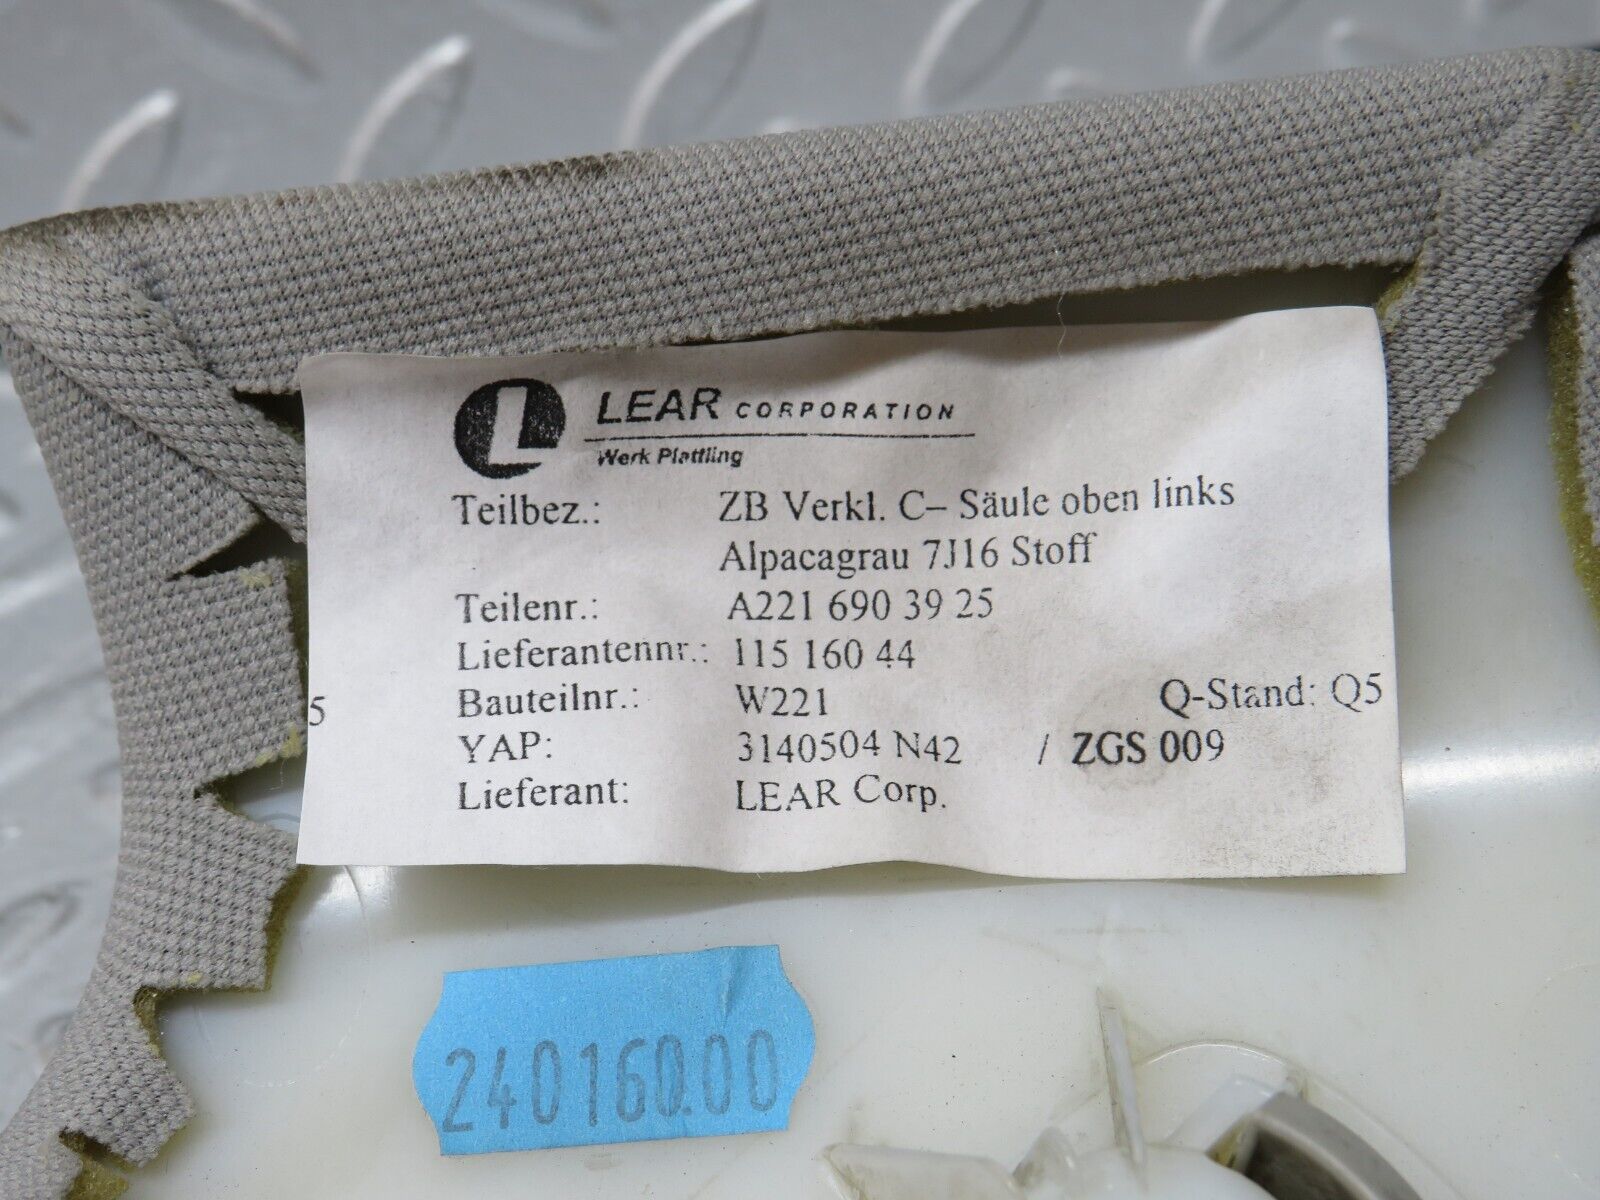 L LEAR CORPORATION
Werk Plattling
Teilbez.: ZB Verkl. C- Säule oben links
Alpacagrau 7J16 Stoff
Teilenr.: A221 690 39 25
Lieferantennr.: 115 160 44
5 Bauteilnr.: W221 Q-Stand: Q5
YAP: 3140504 N42 / ZGS 009
Lieferant: LEAR Corp.
240160.00